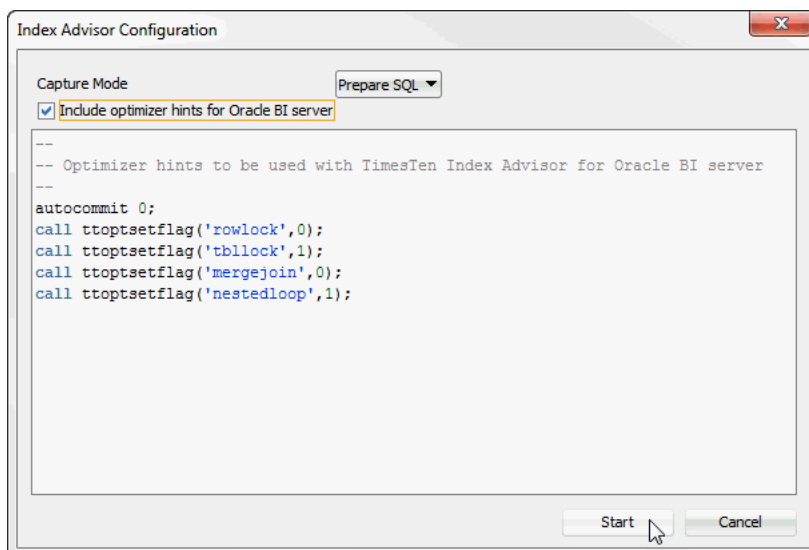 Index Advisor Configuration
Capture Mode
Prepare SQL
Include optimizer hints for Oracle BI server
--
-- Optimizer hints to be used with TimesTen Index Advisor for Oracle BI server
--
autocommit 0;
call ttoptsetflag('rowlock',0);
call ttoptsetflag('tbllock',1);
call ttoptsetflag('mergejoin',0);
call ttoptsetflag('nestedloop',1);
Start
Cancel